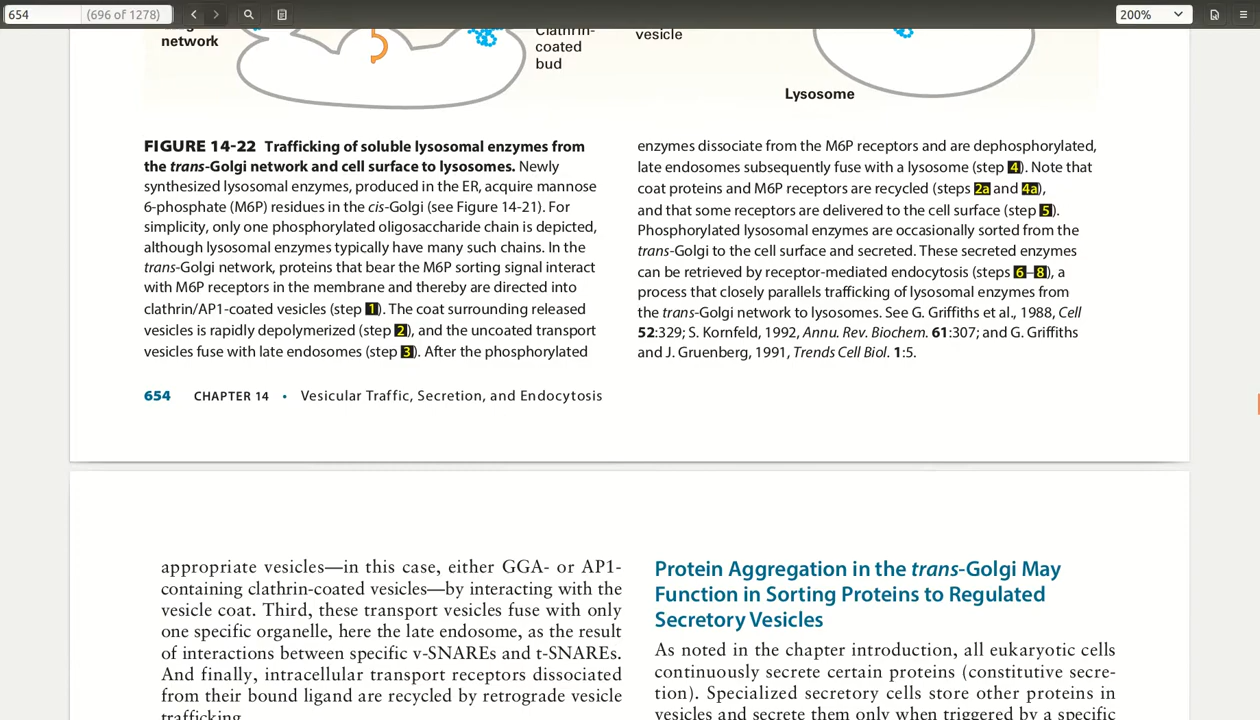 654 (696 of 1278) 200%
network
Clathrin-
coated
bud
vesicle
Lysosome
FIGURE 14-22 Trafficking of soluble lysosomal enzymes from
the trans-Golgi network and cell surface to lysosomes. Newly
synthesized lysosomal enzymes, produced in the ER, acquire mannose
6-phosphate (M6P) residues in the cis-Golgi (see Figure 14-21). For
simplicity, only one phosphorylated oligosaccharide chain is depicted,
although lysosomal enzymes typically have many such chains. In the
trans-Golgi network, proteins that bear the M6P sorting signal interact
with M6P receptors in the membrane and thereby are directed into
clathrin/AP1-coated vesicles (step 1). The coat surrounding released
vesicles is rapidly depolymerized (step 2), and the uncoated transport
vesicles fuse with late endosomes (step 3). After the phosphorylated
enzymes dissociate from the M6P receptors and are dephosphorylated,
late endosomes subsequently fuse with a lysosome (step 4). Note that
coat proteins and M6P receptors are recycled (steps 2a and 4a),
and that some receptors are delivered to the cell surface (step 5).
Phosphorylated lysosomal enzymes are occasionally sorted from the
trans-Golgi to the cell surface and secreted. These secreted enzymes
can be retrieved by receptor-mediated endocytosis (steps 6–8), a
process that closely parallels trafficking of lysosomal enzymes from
the trans-Golgi network to lysosomes. See G. Griffiths et al., 1988, Cell
52:329; S. Kornfeld, 1992, Annu. Rev. Biochem. 61:307; and G. Griffiths
and J. Gruenberg, 1991, Trends Cell Biol. 1:5.
654 CHAPTER 14 • Vesicular Traffic, Secretion, and Endocytosis
appropriate vesicles—in this case, either GGA- or AP1-
containing clathrin-coated vesicles—by interacting with the
vesicle coat. Third, these transport vesicles fuse with only
one specific organelle, here the late endosome, as the result
of interactions between specific v-SNAREs and t-SNAREs.
And finally, intracellular transport receptors dissociated
from their bound ligand are recycled by retrograde vesicle
trafficking.
Protein Aggregation in the trans-Golgi May
Function in Sorting Proteins to Regulated
Secretory Vesicles
As noted in the chapter introduction, all eukaryotic cells
continuously secrete certain proteins (constitutive secre-
tion). Specialized secretory cells store other proteins in
vesicles and secrete them only when triggered by a specific